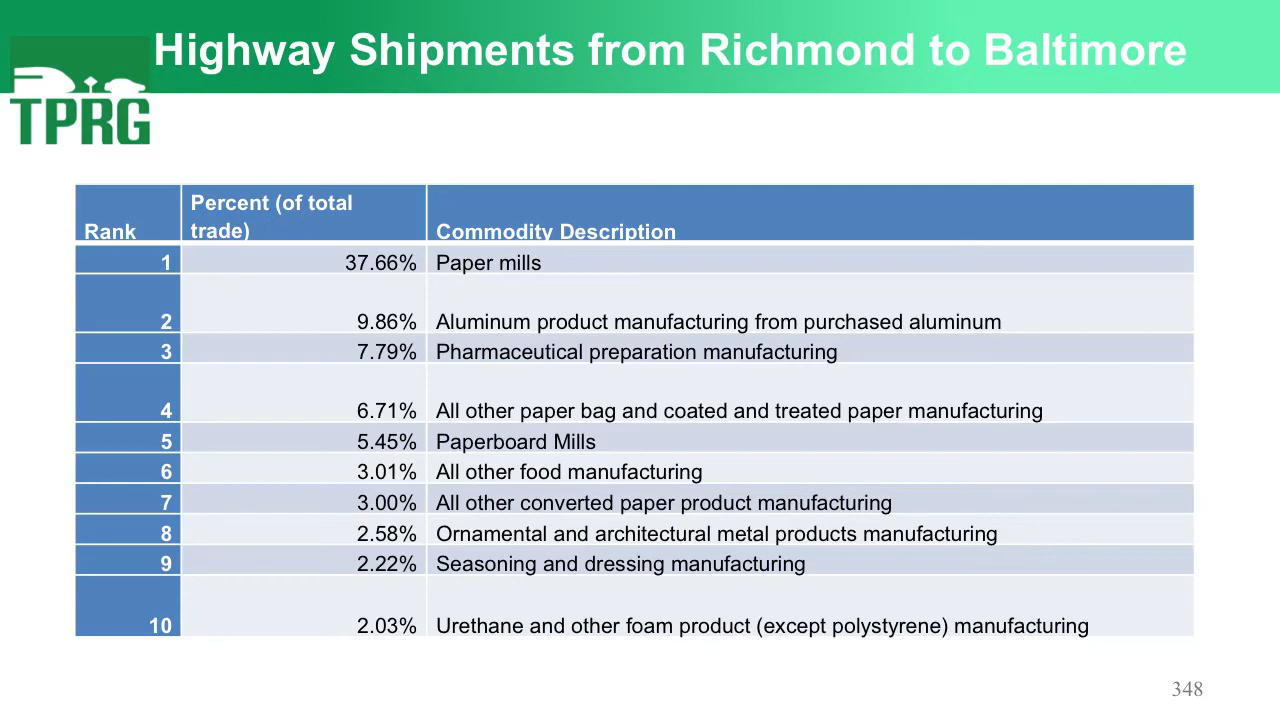 Highway Shipments from Richmond to Baltimore
TPRG
Rank Percent (of total trade) Commodity Description
1 37.66% Paper mills
2 9.86% Aluminum product manufacturing from purchased aluminum
3 7.79% Pharmaceutical preparation manufacturing
4 6.71% All other paper bag and coated and treated paper manufacturing
5 5.45% Paperboard Mills
6 3.01% All other food manufacturing
7 3.00% All other converted paper product manufacturing
8 2.58% Ornamental and architectural metal products manufacturing
9 2.22% Seasoning and dressing manufacturing
10 2.03% Urethane and other foam product (except polystyrene) manufacturing
348